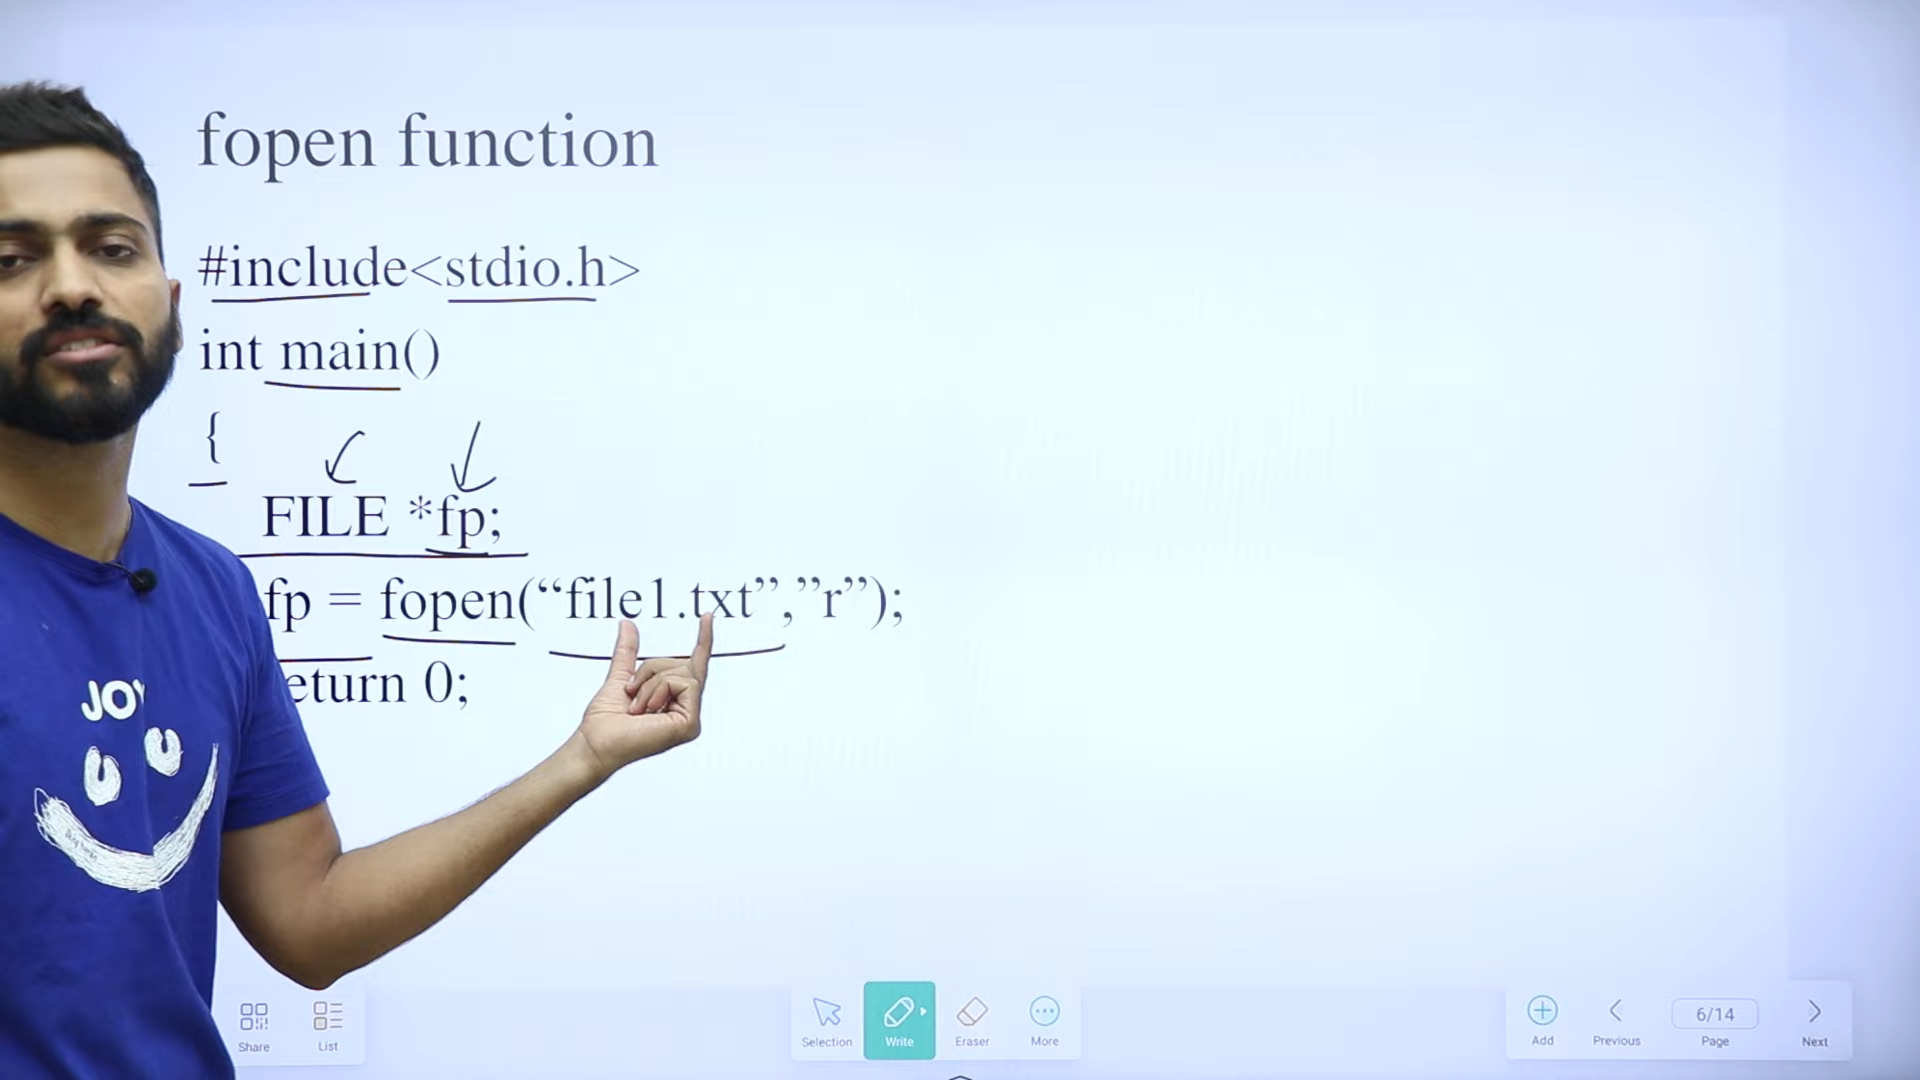 fopen function
#include<stdio.h>
int main()
{
FILE *fp;
fp = fopen(“file1.txt”,”r”);
eturn 0;
JOY
Share
List
Selection
Write
Eraser
More
Add
Previous
6/14
Page
Next